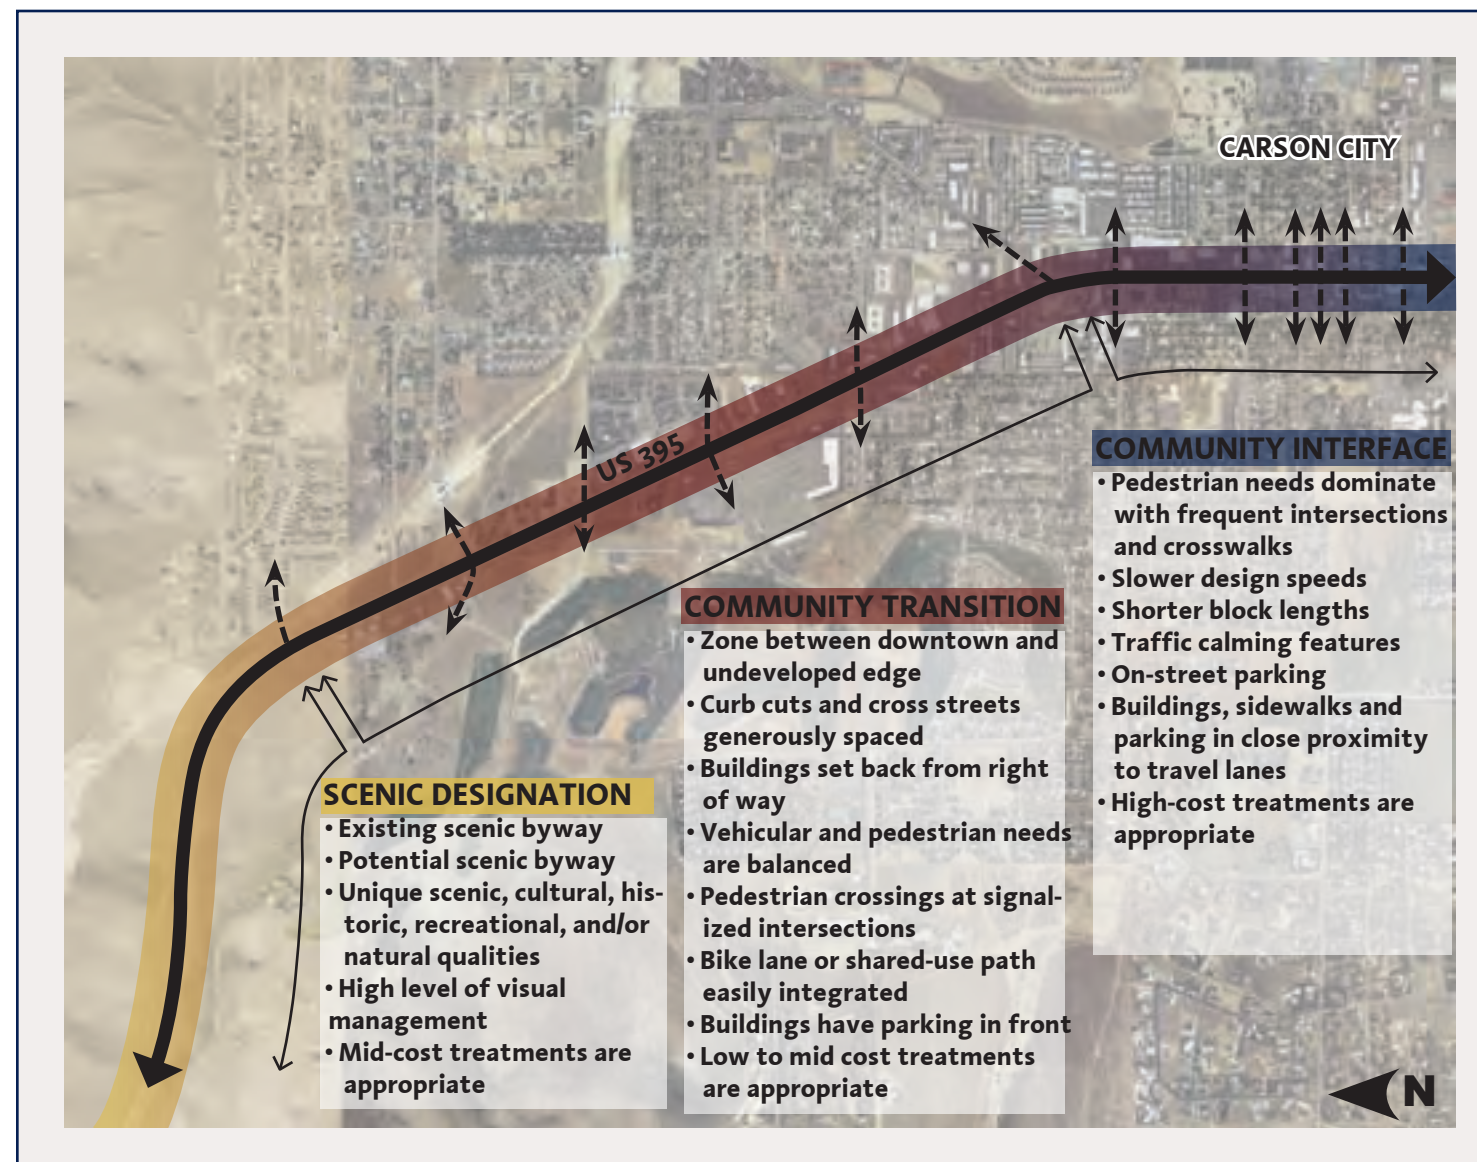 CARSON CITY
US 395
COMMUNITY INTERFACE
• Pedestrian needs dominate
with frequent intersections
and crosswalks
• Slower design speeds
• Shorter block lengths
• Traffic calming features
• On-street parking
• Buildings, sidewalks and
parking in close proximity
to travel lanes
• High-cost treatments are
appropriate
COMMUNITY TRANSITION
• Zone between downtown and
undeveloped edge
• Curb cuts and cross streets
generously spaced
• Buildings set back from right
of way
• Vehicular and pedestrian needs
are balanced
• Pedestrian crossings at signal-
ized intersections
• Bike lane or shared-use path
easily integrated
• Buildings have parking in front
• Low to mid cost treatments
are appropriate
SCENIC DESIGNATION
• Existing scenic byway
• Potential scenic byway
• Unique scenic, cultural, his-
toric, recreational, and/or
natural qualities
• High level of visual
management
• Mid-cost treatments are
appropriate
N